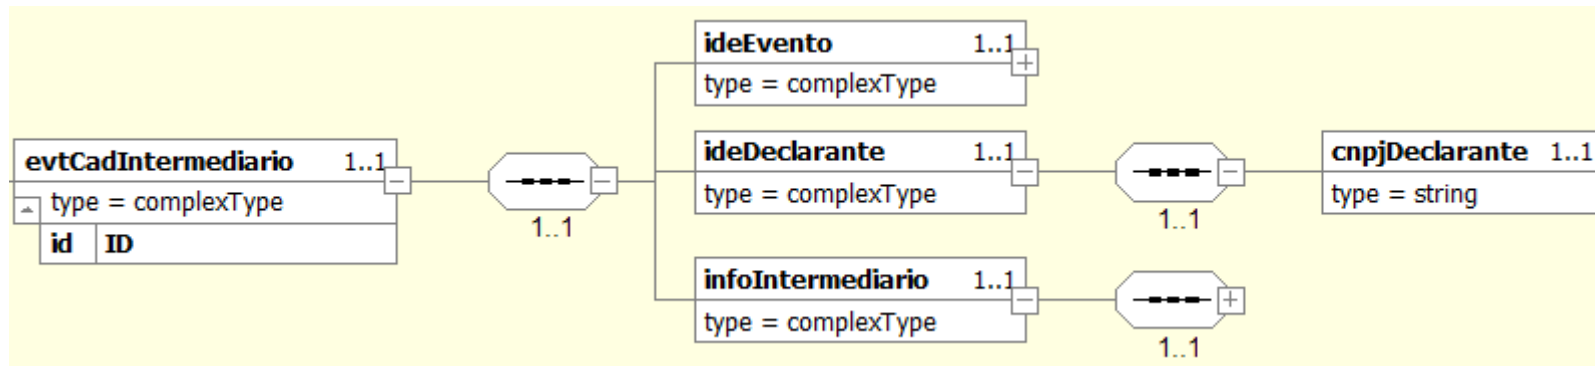 ideEvento 1..1
type = complexType
evtCadIntermediario 1..1
type = complexType
id ID
1..1
ideDeclarante 1..1
type = complexType
1..1
cnpjDeclarante 1..1
type = string
infoIntermediario 1..1
type = complexType
1..1